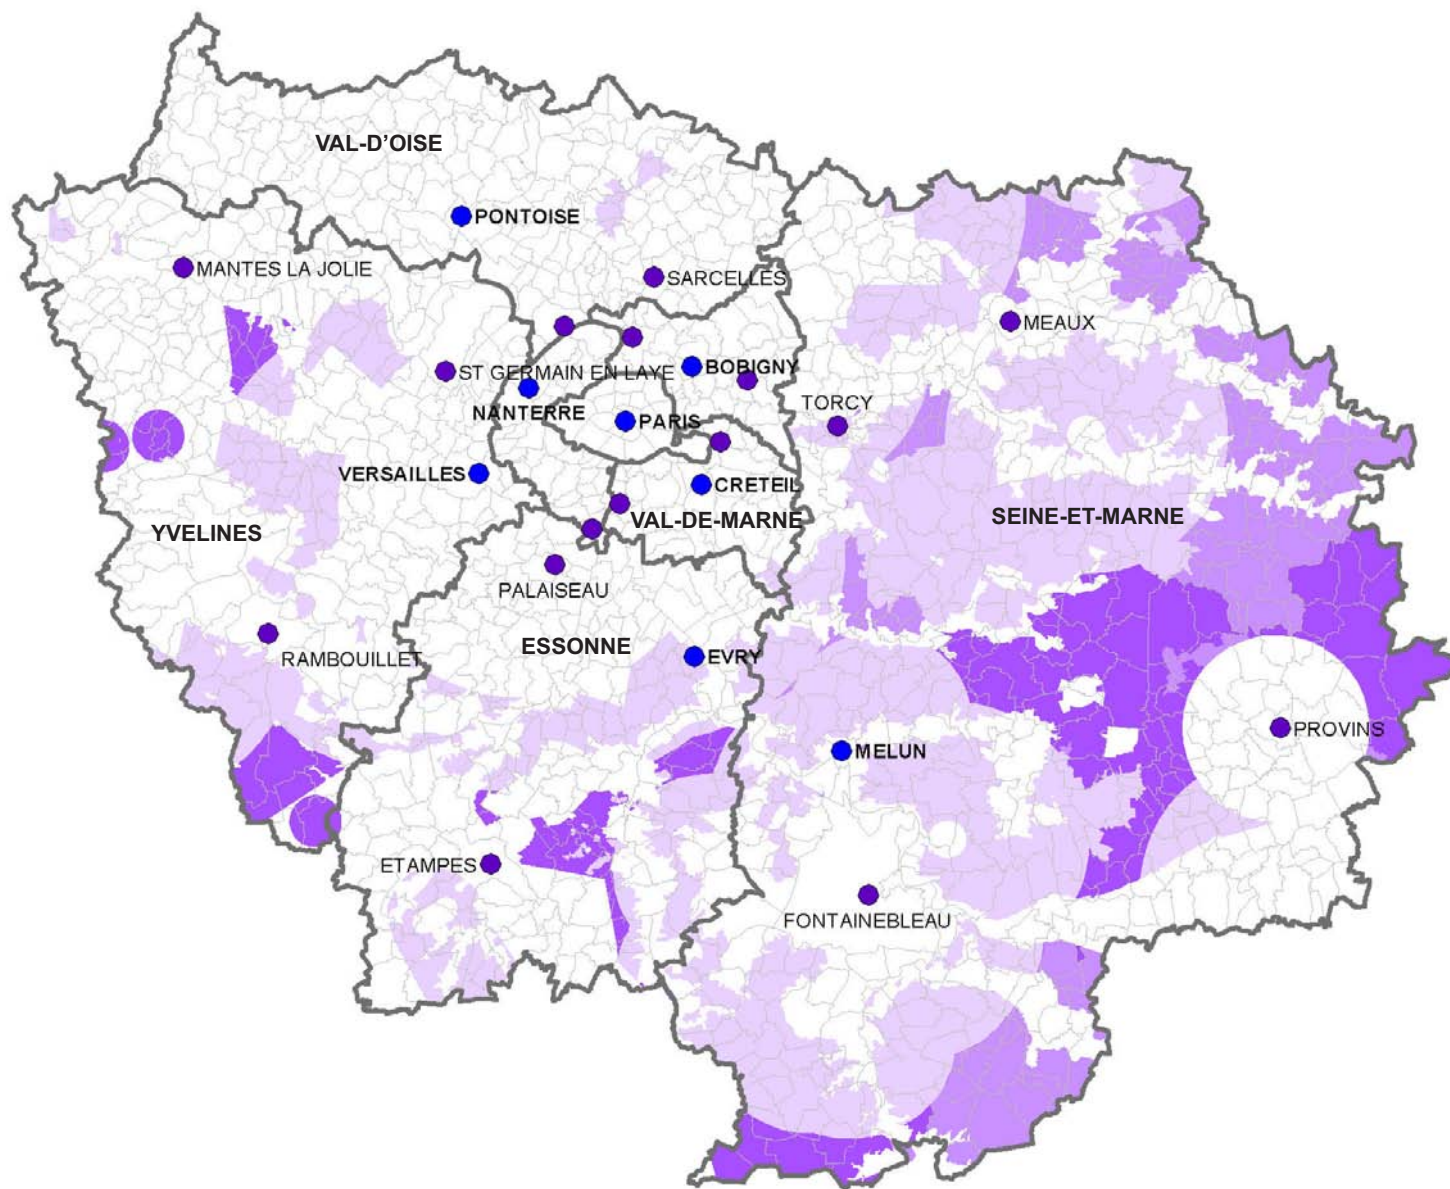 VAL-D’OISE
PONTOISE
MANTES LA JOLIE
SARCELLES
MEAUX
ST GERMAIN EN LAYE
BOBIGNY
NANTERRE
TORCY
PARIS
VERSAILLES
CRETEIL
VAL-DE-MARNE
SEINE-ET-MARNE
YVELINES
PALAISEAU
ESSONNE
RAMBOUILLET
EVRY
PROVINS
MELUN
ETAMPES
FONTAINEBLEAU